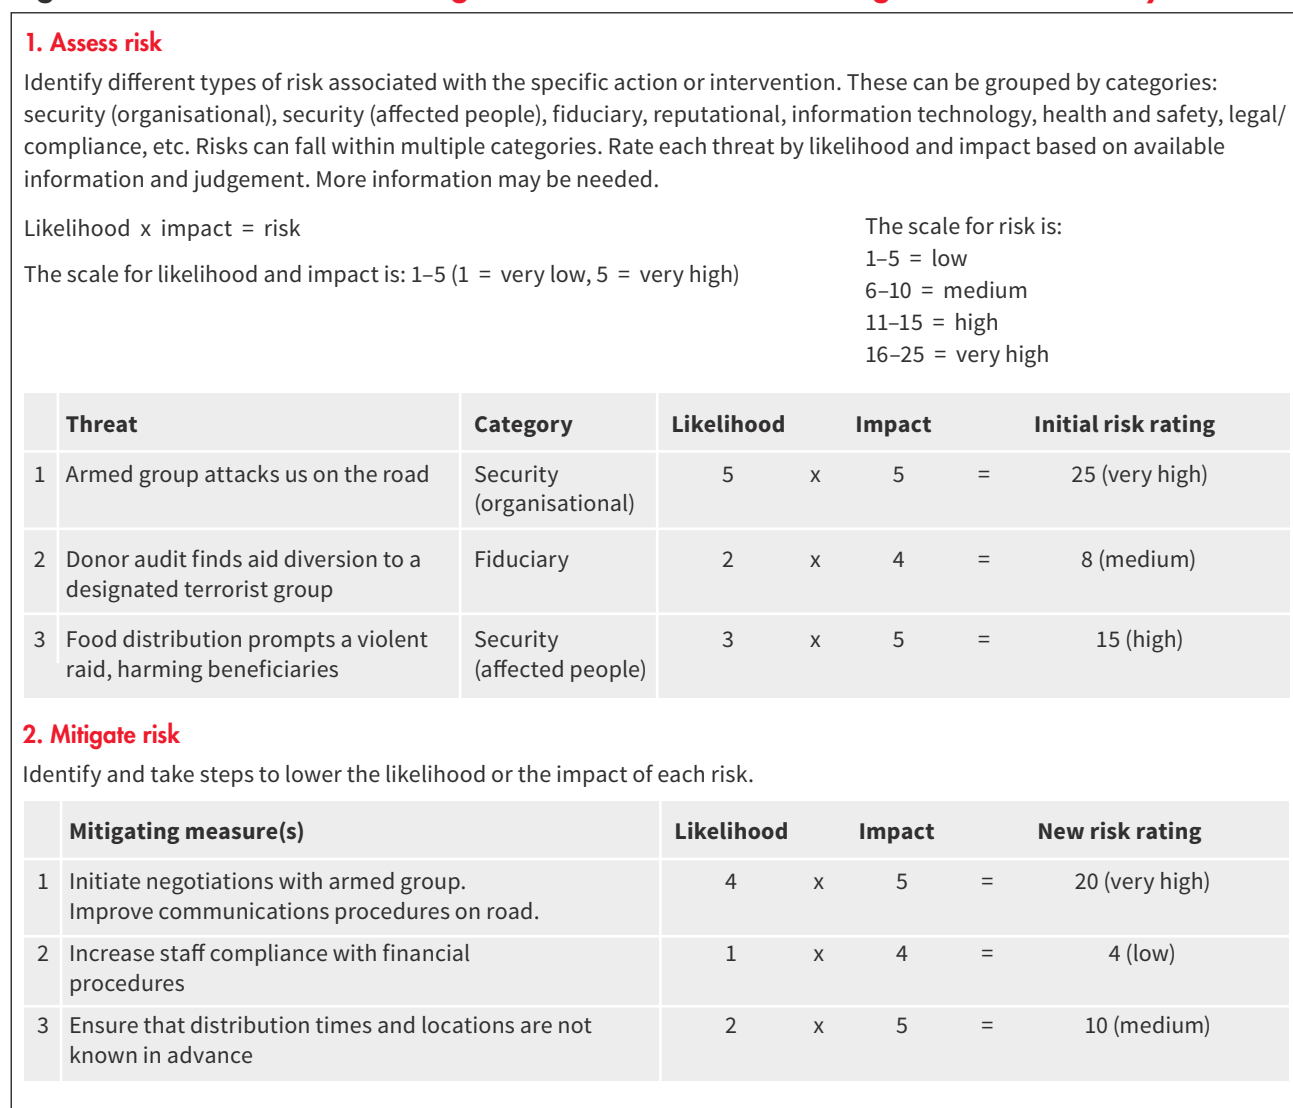 1. Assess risk
Identify different types of risk associated with the specific action or intervention. These can be grouped by categories:
security (organisational), security (affected people), fiduciary, reputational, information technology, health and safety, legal/
compliance, etc. Risks can fall within multiple categories. Rate each threat by likelihood and impact based on available
information and judgement. More information may be needed.
Likelihood x impact = risk
The scale for likelihood and impact is: 1–5 (1 = very low, 5 = very high)
The scale for risk is:
1–5 = low
6–10 = medium
11–15 = high
16–25 = very high
Threat Category Likelihood Impact Initial risk rating
1 Armed group attacks us on the road Security 5 x 5 = 25 (very high)
(organisational)
2 Donor audit finds aid diversion to a Fiduciary 2 x 4 = 8 (medium)
designated terrorist group
3 Food distribution prompts a violent Security 3 x 5 = 15 (high)
raid, harming beneficiaries (affected people)
2. Mitigate risk
Identify and take steps to lower the likelihood or the impact of each risk.
Mitigating measure(s) Likelihood Impact New risk rating
1 Initiate negotiations with armed group. 4 x 5 = 20 (very high)
Improve communications procedures on road.
2 Increase staff compliance with financial 1 x 4 = 4 (low)
procedures
3 Ensure that distribution times and locations are not 2 x 5 = 10 (medium)
known in advance